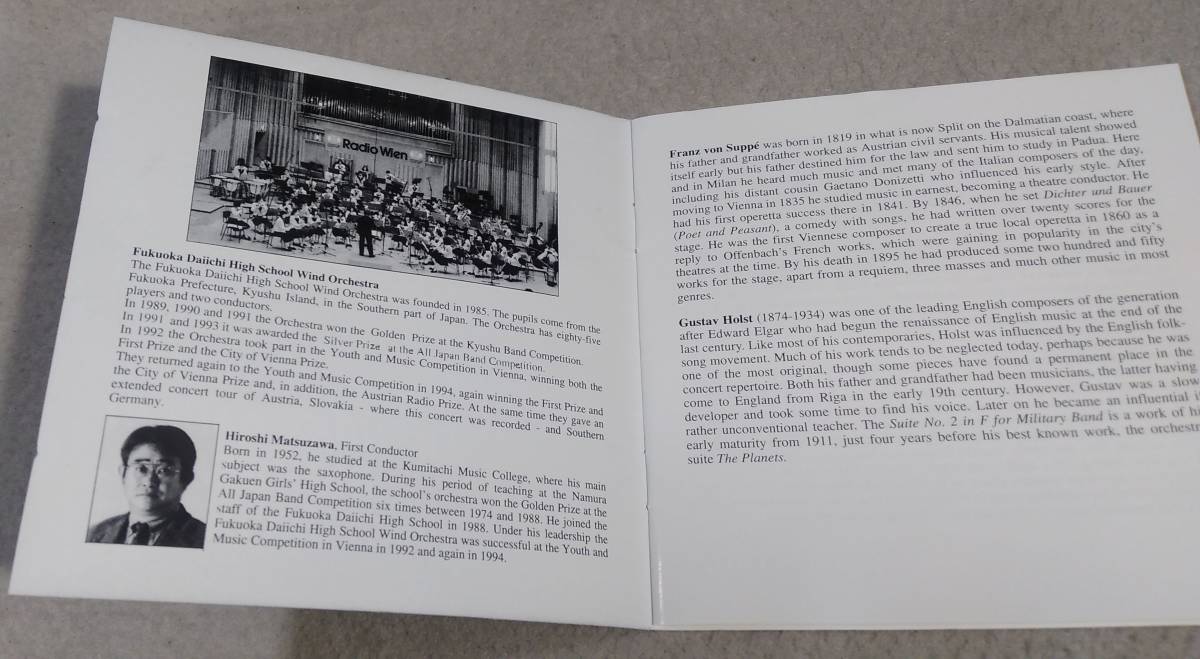 Radio Wien
Fukuoka Daiichi High School Wind Orchestra
The Fukuoka Daiichi High School Wind Orchestra was founded in 1985. The pupils come from the
Fukuoka Prefecture, Kyushu Island, in the Southern part of Japan. The Orchestra has eighty-five
players and two conductors.
In 1989, 1990 and 1991 the Orchestra won the Golden Prize at the Kyushu Band Competition.
In 1991 and 1993 it was awarded the Silver Prize at the All Japan Band Competition.
In 1992 the Orchestra took part in the Youth and Music Competition in Vienna, winning both the
First Prize and the City of Vienna Prize.
They returned again to the Youth and Music Competition in 1994, again winning the First Prize and
the City of Vienna Prize and, in addition, the Austrian Radio Prize. At the same time they gave an
extended concert tour of Austria, Slovakia - where this concert was recorded - and Southern
Germany.
Hiroshi Matsuzawa, First Conductor
Born in 1952, he studied at the Kumitachi Music College, where his main
subject was the saxophone. During his period of teaching at the Namura
Gakuen Girls' High School, the school's orchestra won the Golden Prize at the
All Japan Band Competition six times between 1974 and 1988. He joined the
staff of the Fukuoka Daiichi High School in 1988. Under his leadership the
Fukuoka Daiichi High School Wind Orchestra was successful at the Youth and
Music Competition in Vienna in 1992 and again in 1994.
Franz von Suppé was born in 1819 in what is now Split on the Dalmatian coast, where
his father and grandfather worked as Austrian civil servants. His musical talent showed
itself early but his father destined him for the law and sent him to study in Padua. Here
and in Milan he heard much music and met many of the Italian composers of the day,
including his distant cousin Gaetano Donizetti who influenced his early style. After
moving to Vienna in 1835 he studied music in earnest, becoming a theatre conductor. He
had his first operetta success there in 1841. By 1846, when he set Dichter und Bauer
(Poet and Peasant), a comedy with songs, he had written over twenty scores for the
stage. He was the first Viennese composer to create a true local operetta in 1860 as a
reply to Offenbach's French works, which were gaining in popularity in the city's
theatres at the time. By his death in 1895 he had produced some two hundred and fifty
works for the stage, apart from a requiem, three masses and much other music in most
genres.
Gustav Holst (1874-1934) was one of the leading English composers of the generation
after Edward Elgar who had begun the renaissance of English music at the end of the
last century. Like most of his contemporaries, Holst was influenced by the English folk-
song movement. Much of his work tends to be neglected today, perhaps because he was
one of the most original, though some pieces have found a permanent place in the
concert repertoire. Both his father and grandfather had been musicians, the latter having
come to England from Riga in the early 19th century. However, Gustav was a slow
developer and took some time to find his voice. Later on he became an influential i
rather unconventional teacher. The Suite No. 2 in F for Military Band is a work of hi
early maturity from 1911, just four years before his best known work, the orchestr
suite The Planets.